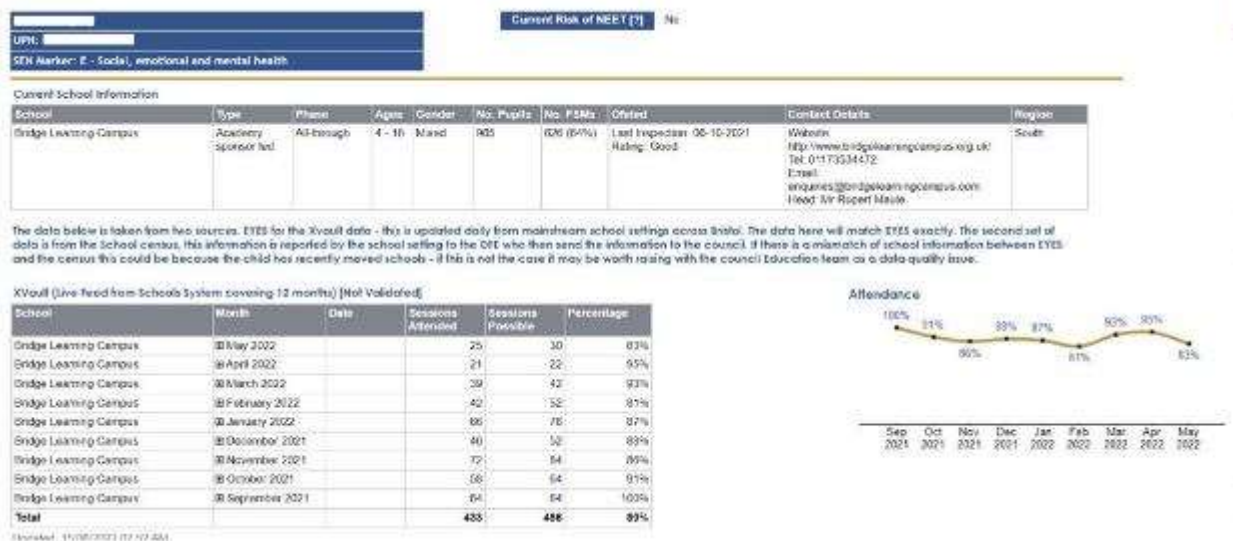 Current Risk of NEET [?] No
UPN:
SEN Marker: E - Social, emotional and mental health
Current School Information
School Type Phase Ages Gender No. Pupils No. FSMs Ofsted Contact Details Region
Bridge Learning Campus Academy All-through 4 - 16 Mixed 626 (64%) Last Inspection: 06-10-2021 Website: South
sponsor led Rating: Good http://www.bridgelearningcampus.org.uk/
Tel: 01173534472
Email:
enquiries@bridgelearningcampus.com
Head: Mr Rupert Maule
The data below is taken from two sources. EYES for the Xvault data - this is updated daily from mainstream school settings across Bristol. The data here will match EYES exactly. The second set of
data is from the School census, this information is reported by the school setting to the DFE who then send the information to the council. If there is a mismatch of school information between EYES
and the census this could be because the child has recently moved schools - if this is not the case it may be worth raising with the council Education team as a data quality issue.
XVault (Live Feed from Schools System covering 12 months) [Not Validated]
School Month Date Sessions Attended Sessions Possible Percentage
Bridge Learning Campus May 2022 25 30 83%
Bridge Learning Campus April 2022 21 22 95%
Bridge Learning Campus March 2022 39 42 93%
Bridge Learning Campus February 2022 42 52 81%
Bridge Learning Campus January 2022 76 87%
Bridge Learning Campus December 2021 52
Bridge Learning Campus November 2021 72 84 86%
Bridge Learning Campus October 2021 58 64 91%
Bridge Learning Campus September 2021 64 64 100%
Total 433 486 89%
Attendance
100% 91% 86% 87% 81% 93% 95% 83%
Sep Oct Nov Dec Jan Feb Mar Apr May
2021 2021 2021 2021 2022 2022 2022 2022 2022